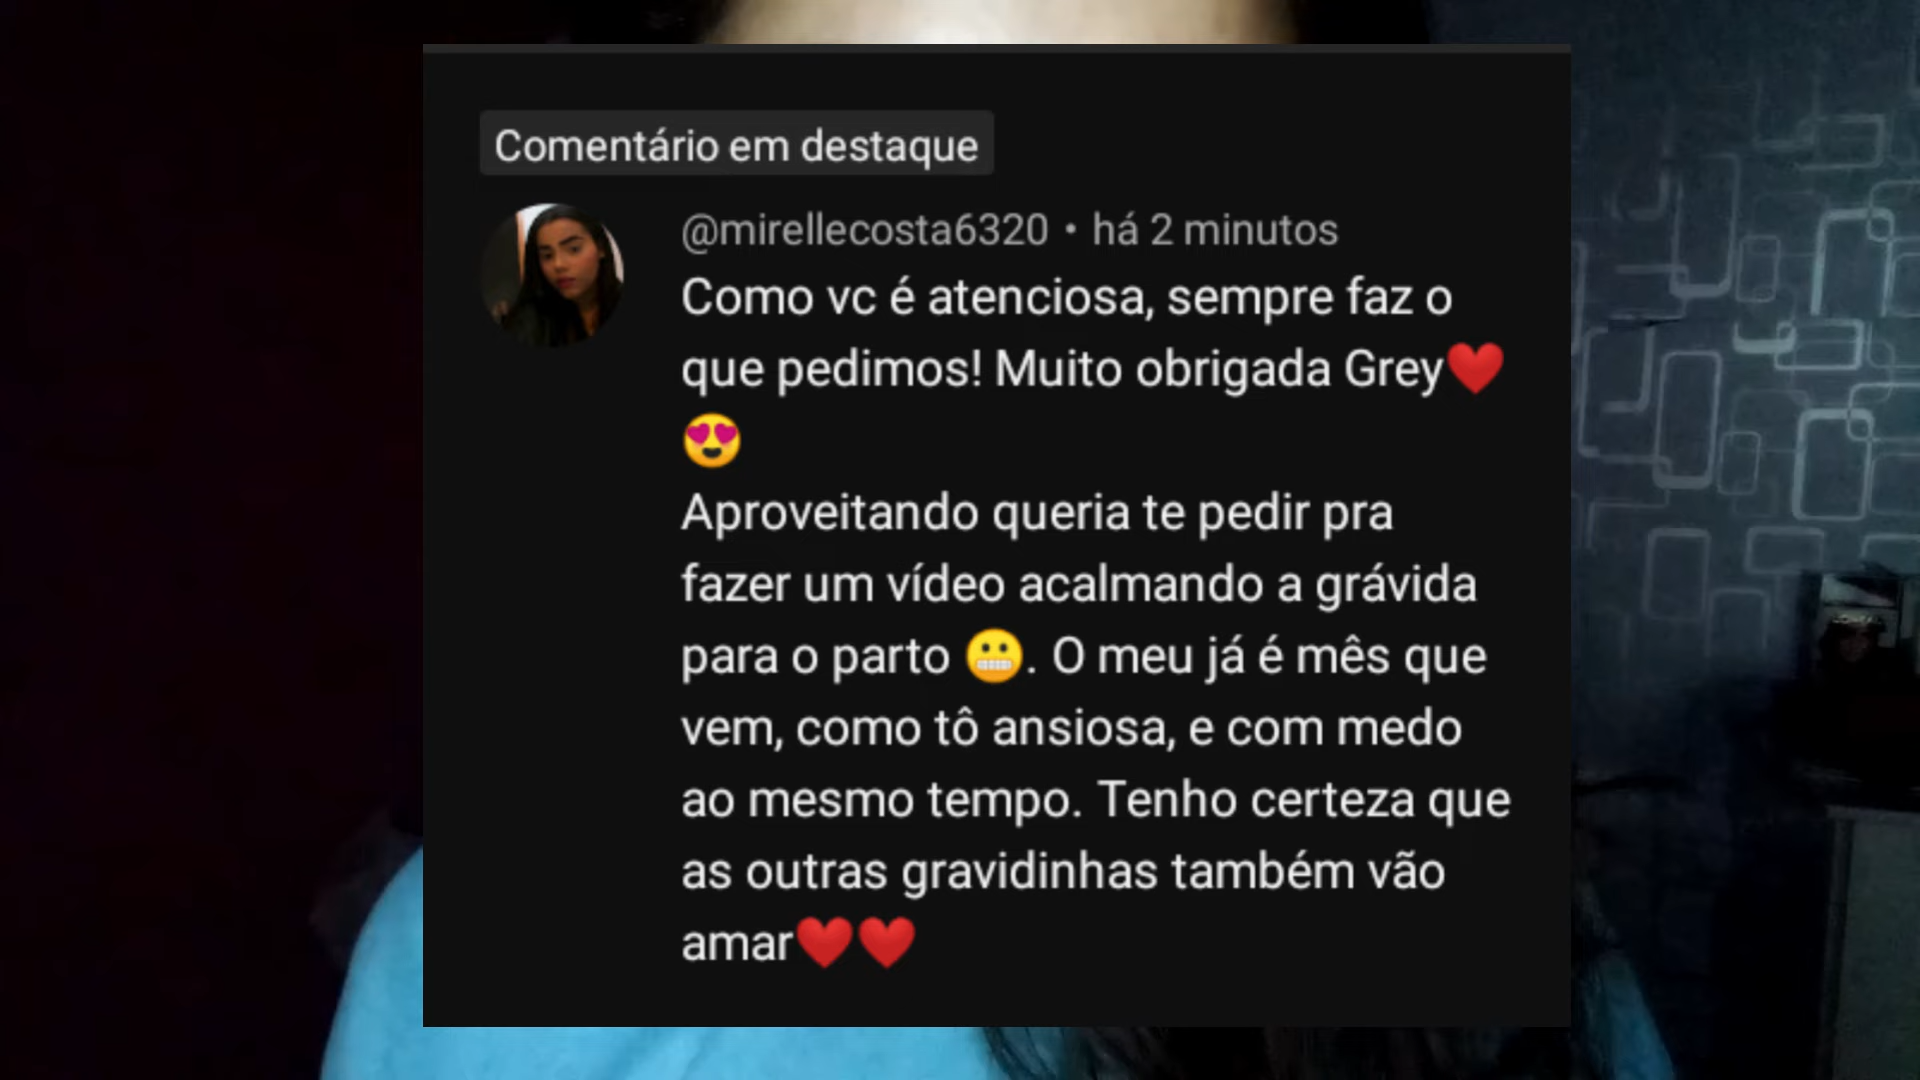 Comentário em destaque
@mirellecosta6320 • há 2 minutos
Como vc é atenciosa, sempre faz o
que pedimos! Muito obrigada Grey❤️
😍
Aproveitando queria te pedir pra
fazer um vídeo acalmando a grávida
para o parto 😬. O meu já é mês que
vem, como tô ansiosa, e com medo
ao mesmo tempo. Tenho certeza que
as outras gravidinhas também vão
amar❤️❤️